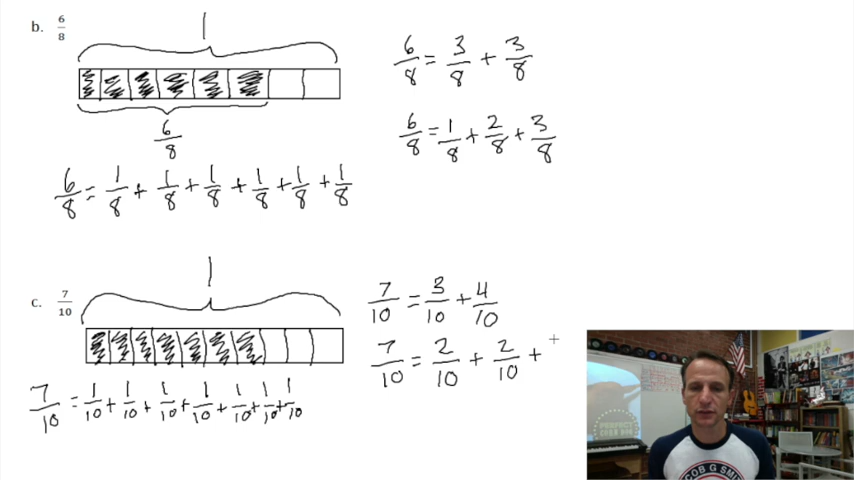 b. 6/8
1
6/8
6/8 = 1/8 + 1/8 + 1/8 + 1/8 + 1/8 + 1/8
6/8 = 3/8 + 3/8
6/8 = 1/8 + 2/8 + 3/8
c. 7/10
1
7/10 = 1/10 + 1/10 + 1/10 + 1/10 + 1/10 + 1/10 + 1/10
7/10 = 3/10 + 4/10
7/10 = 2/10 + 2/10 +